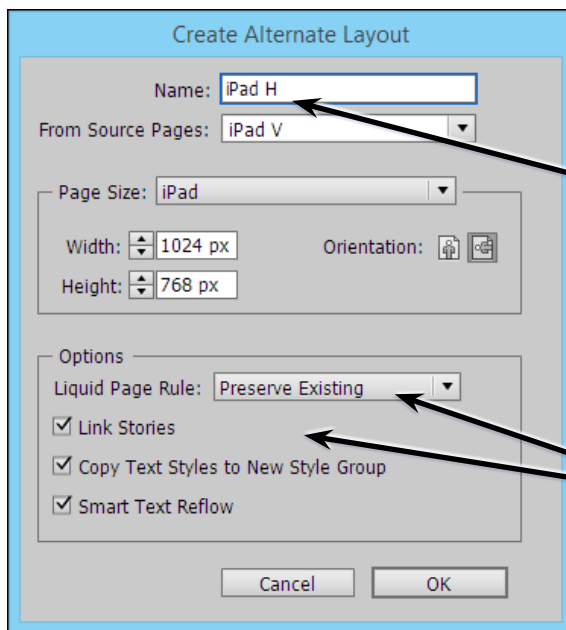 Create Alternate Layout
Name: iPad H
From Source Pages: iPad V
Page Size: iPad
Width: 1024 px Orientation:
Height: 768 px
Options
Liquid Page Rule: Preserve Existing
Link Stories
Copy Text Styles to New Style Group
Smart Text Reflow
Cancel OK